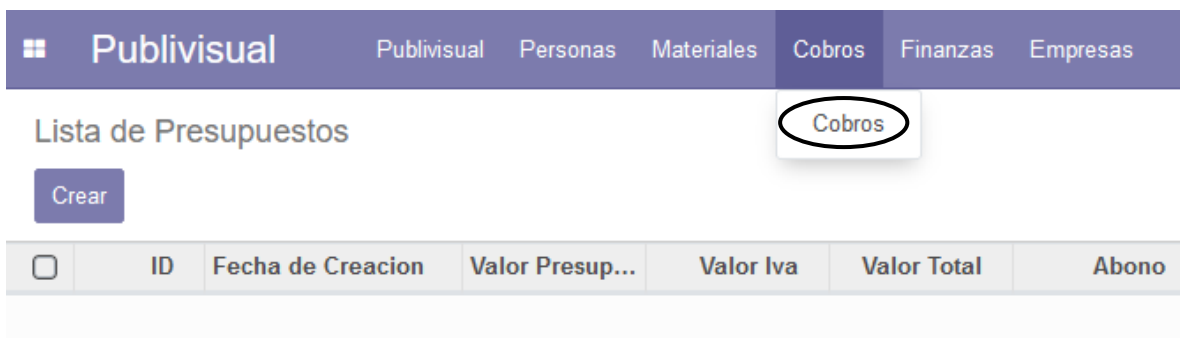 Publivisual Publivisual Personas Materiales Cobros Finanzas Empresas
Cobros
Lista de Presupuestos
Crear
ID Fecha de Creacion Valor Presup... Valor Iva Valor Total Abono